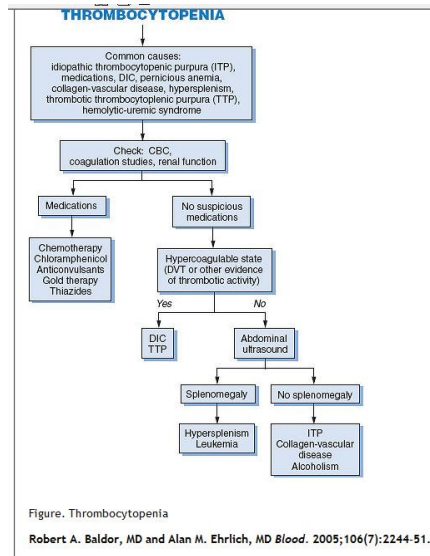 THROMBOCYTOPENIA
Common causes:
idiopathic thrombocytopenic purpura (ITP),
medications, DIC, pernicious anemia,
collagen-vascular disease, hypersplenism,
thrombotic thrombocytoplenic purpura (TTP),
hemolytic-uremic syndrome
Check: CBC,
coagulation studies, renal function
Medications
No suspicious
medications
Chemotherapy
Chloramphenicol
Anticonvulsants
Gold therapy
Thiazides
Hypercoagulable state
(DVT or other evidence
of thrombotic activity)
Yes
No
DIC
TTP
Abdominal
ultrasound
Splenomegaly
No splenomegaly
Hypersplenism
Leukemia
ITP
Collagen-vascular
disease
Alcoholism
Figure. Thrombocytopenia
Robert A. Baldor, MD and Alan M. Ehrlich, MD Blood. 2005;106(7):2244-51.